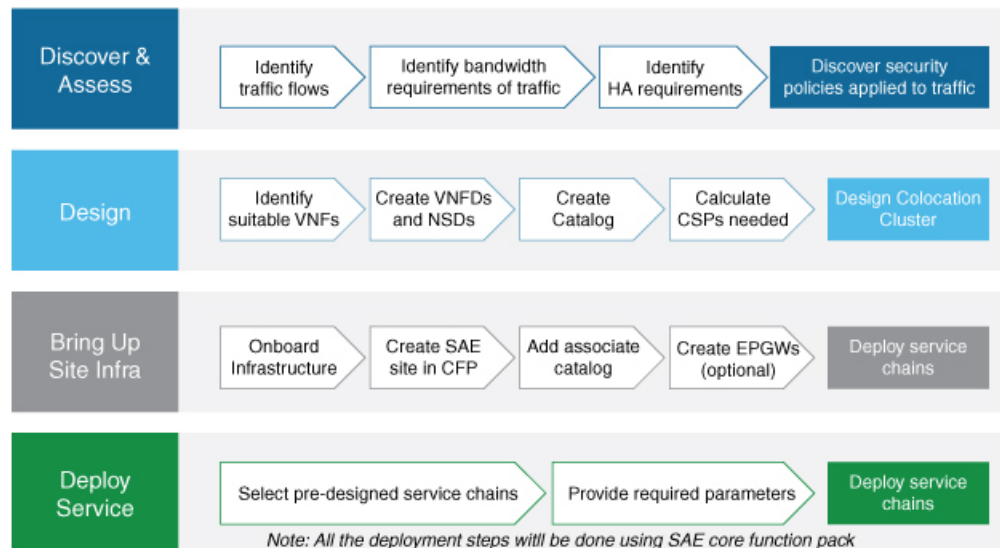 Discover &
Assess
Identify
traffic flows
Identify bandwidth
requirements of traffic
Identify
HA requirements
Discover security
policies applied to traffic
Design
Identify
suitable VNFs
Create VNFDs
and NSDs
Create
Catalog
Calculate
CSPs needed
Design Colocation
Cluster
Bring Up
Site Infra
Onboard
Infrastructure
Create SAE
site in CFP
Add associate
catalog
Create EPGWs
(optional)
Deploy service
chains
Deploy
Service
Select pre-designed service chains
Provide required parameters
Deploy service
chains
Note: All the deployment steps witll be done using SAE core function pack